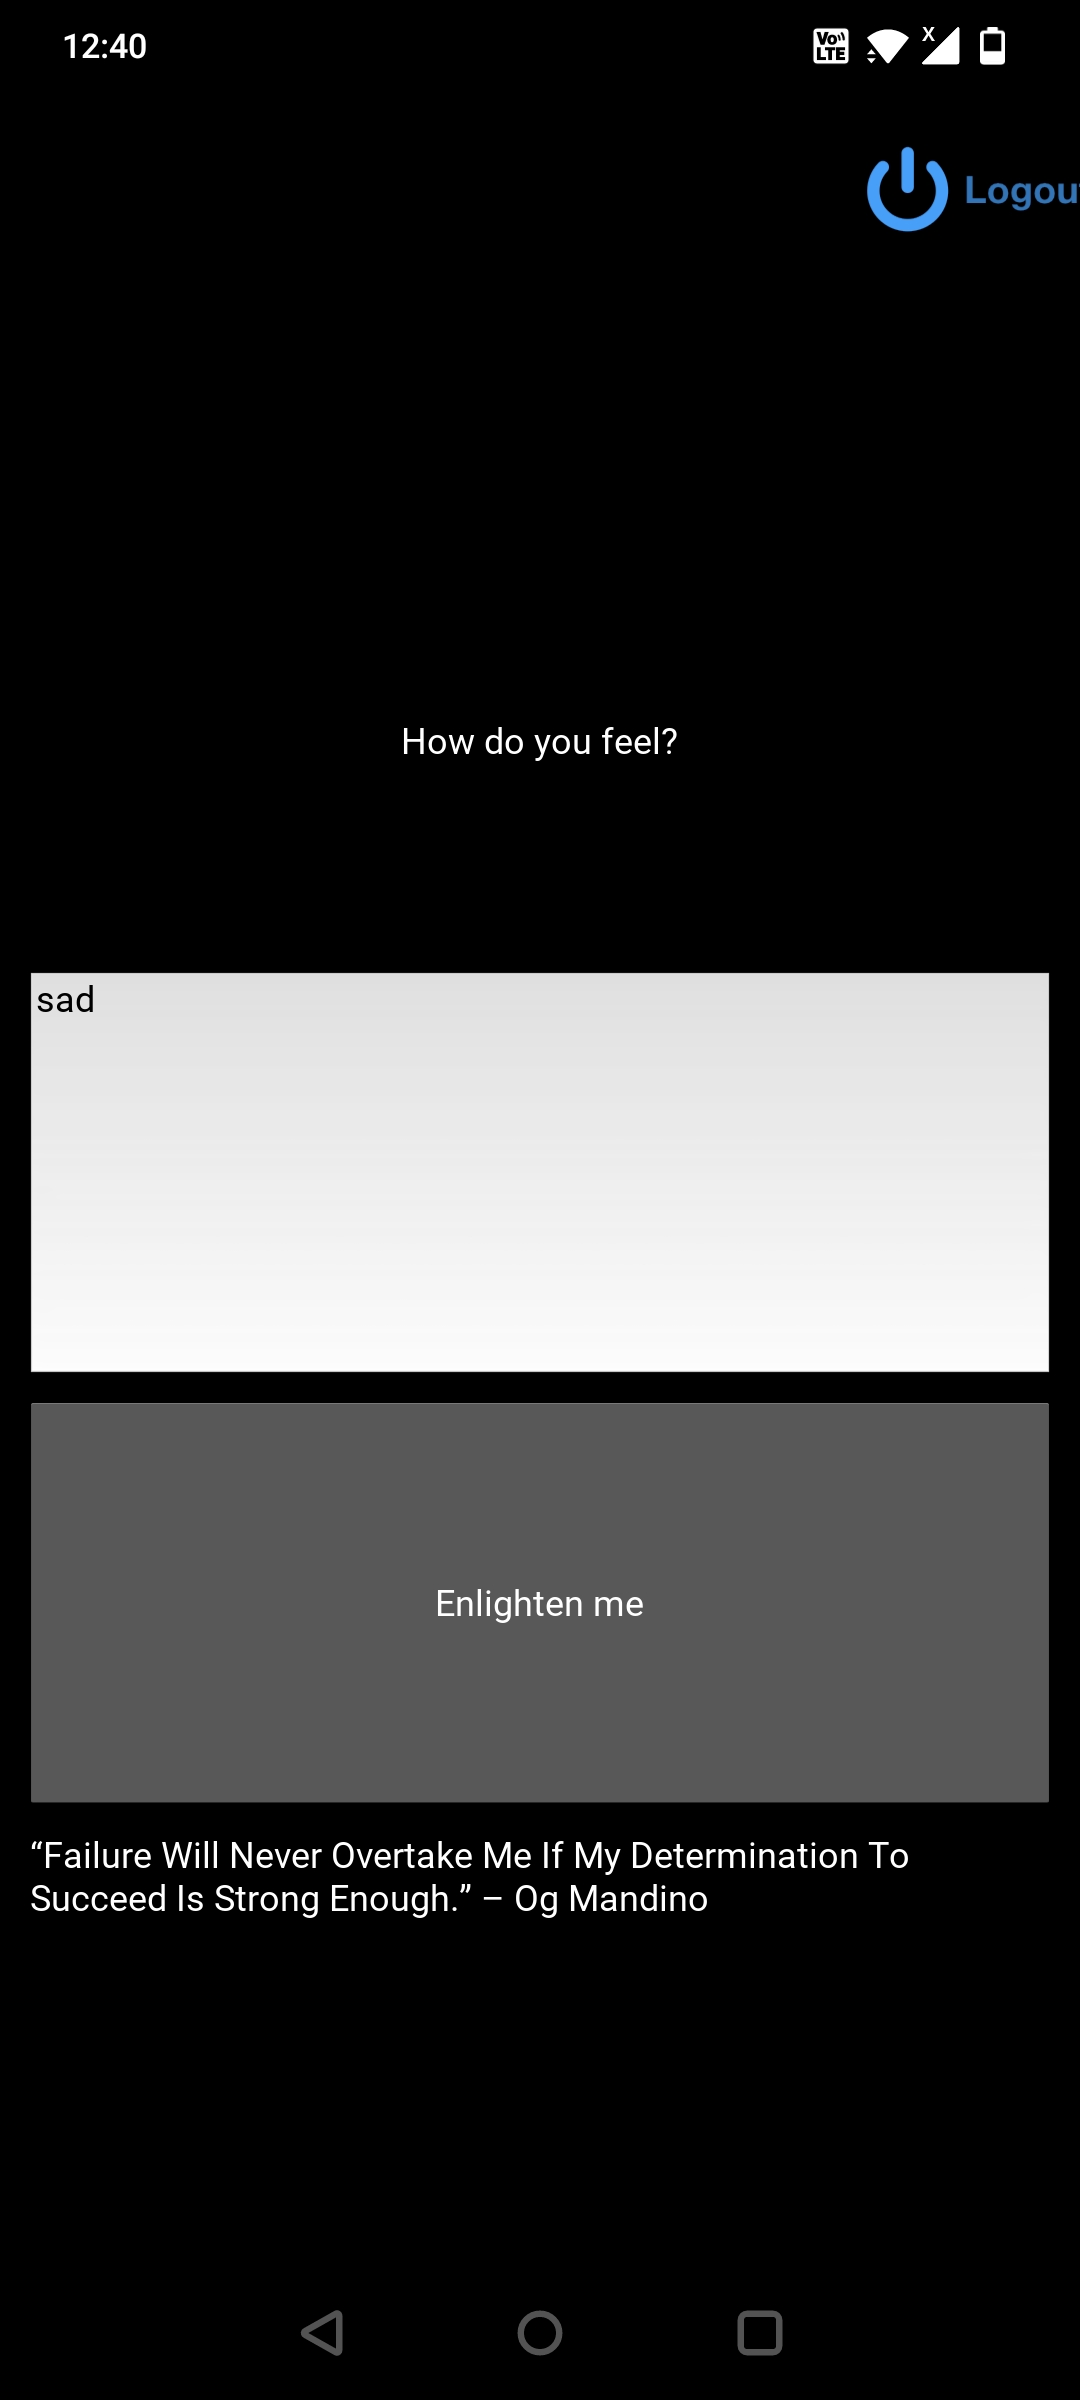 12:40
Vo LTE
X
Logou
How do you feel?
sad
Enlighten me
“Failure Will Never Overtake Me If My Determination To
Succeed Is Strong Enough.” – Og Mandino